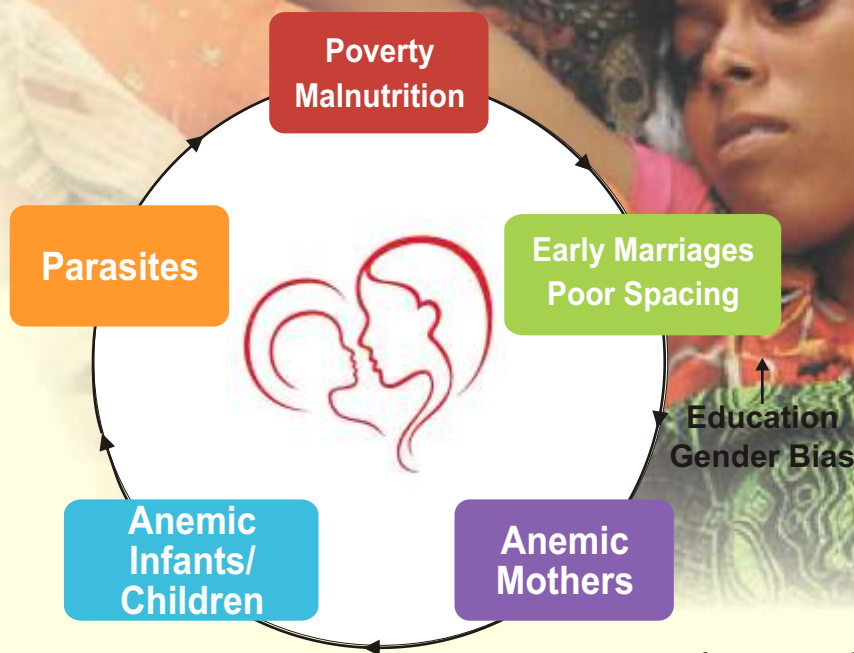 Poverty
Malnutrition
Early Marriages
Poor Spacing
Education
Gender Bias
Anemic
Mothers
Anemic
Infants/
Children
Parasites